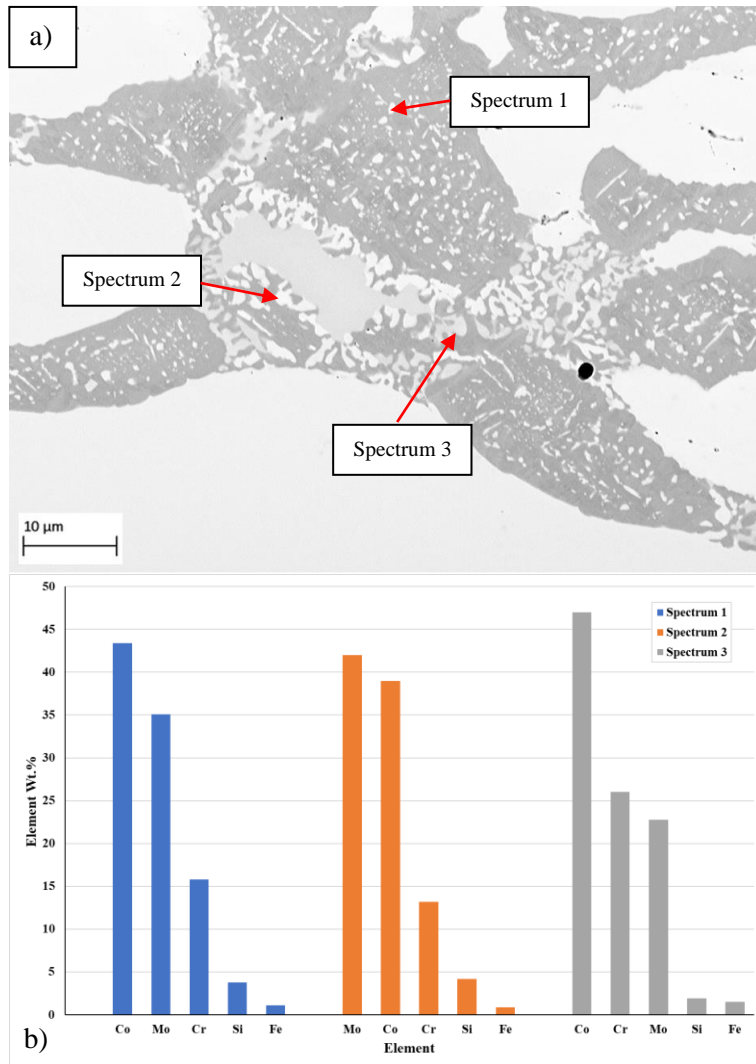 a)
Spectrum 1
Spectrum 2
Spectrum 3
10 µm
50
45
40
35
30
25
20
15
10
5
0
Element Wt.%
Spectrum 1
Spectrum 2
Spectrum 3
Co Mo Cr Si Fe Mo Co Cr Si Fe Co Cr Mo Si Fe
Element
b)